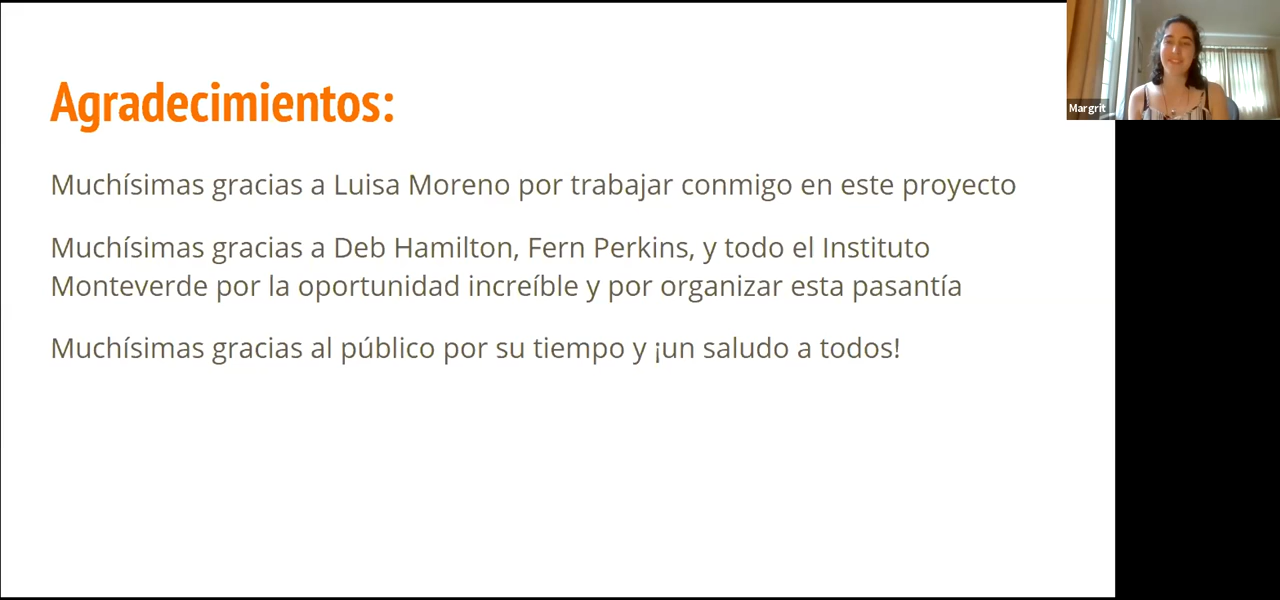 Agradecimientos:
Muchísimas gracias a Luisa Moreno por trabajar conmigo en este proyecto
Muchísimas gracias a Deb Hamilton, Fern Perkins, y todo el Instituto
Monteverde por la oportunidad increíble y por organizar esta pasantía
Muchísimas gracias al público por su tiempo y ¡un saludo a todos!
Margrit